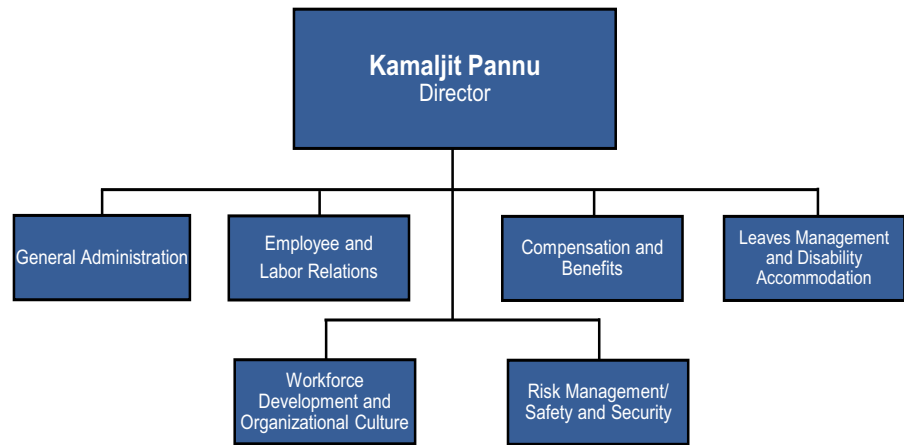 Kamaljit Pannu
Director
General Administration
Employee and
Labor Relations
Compensation and
Benefits
Leaves Management
and Disability
Accommodation
Workforce
Development and
Organizational Culture
Risk Management/
Safety and Security